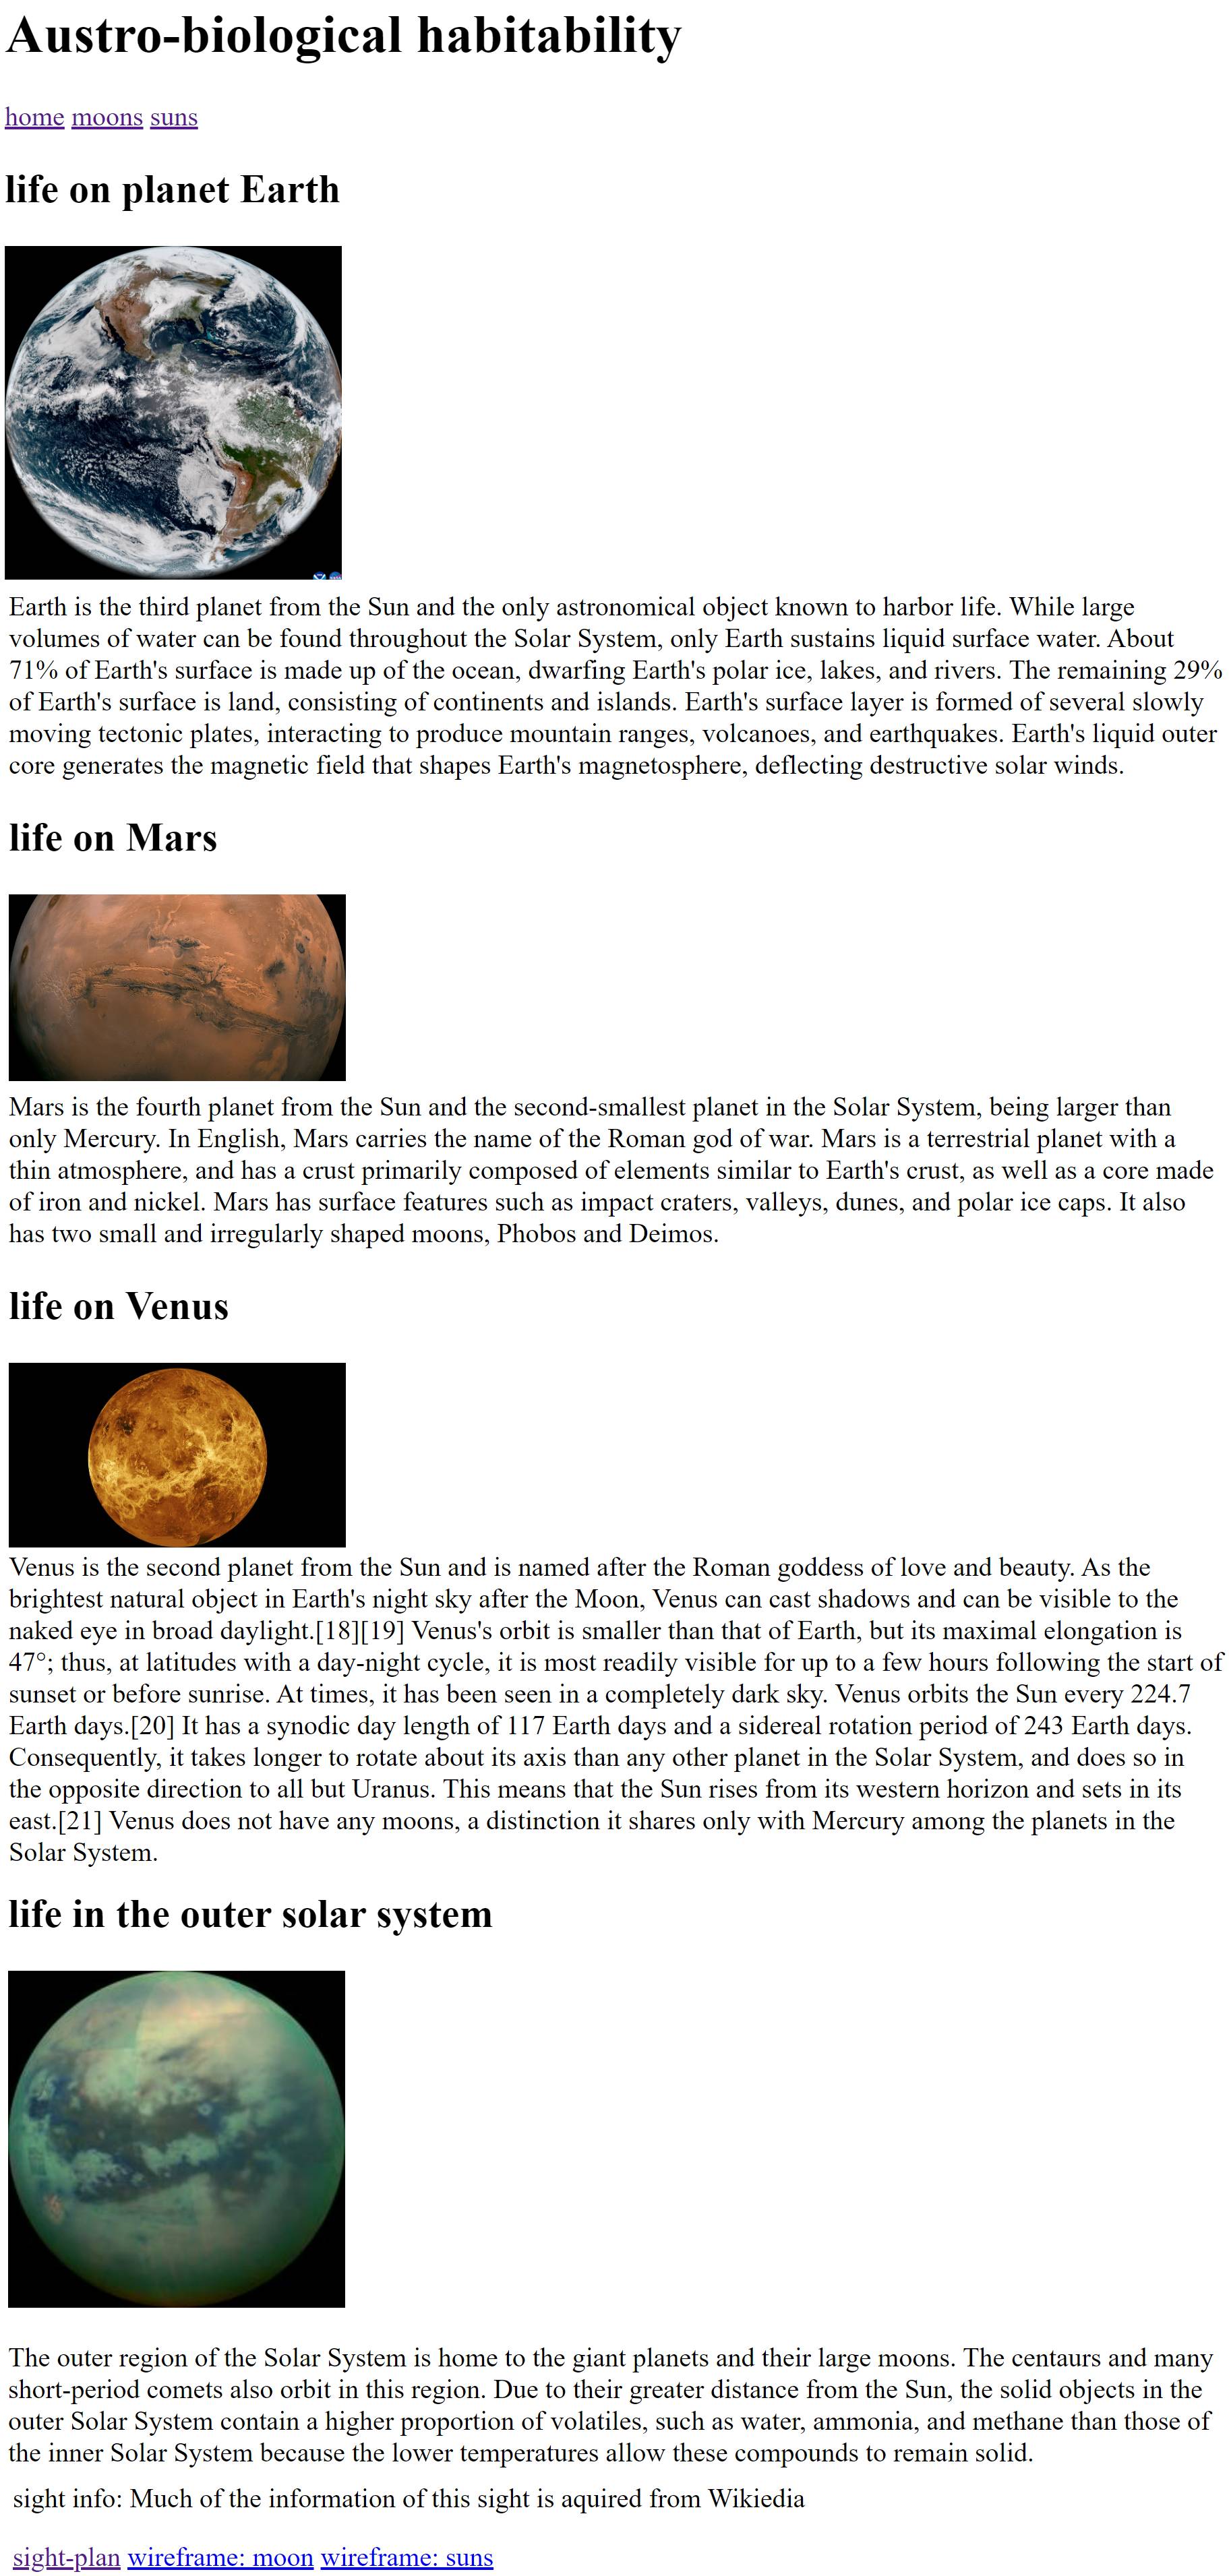 Austro-biological habitability
home moons suns
life on planet Earth
Earth is the third planet from the Sun and the only astronomical object known to harbor life. While large
volumes of water can be found throughout the Solar System, only Earth sustains liquid surface water. About
71% of Earth's surface is made up of the ocean, dwarfing Earth's polar ice, lakes, and rivers. The remaining 29%
of Earth's surface is land, consisting of continents and islands. Earth's surface layer is formed of several slowly
moving tectonic plates, interacting to produce mountain ranges, volcanoes, and earthquakes. Earth's liquid outer
core generates the magnetic field that shapes Earth's magnetosphere, deflecting destructive solar winds.
life on Mars
Mars is the fourth planet from the Sun and the second-smallest planet in the Solar System, being larger than
only Mercury. In English, Mars carries the name of the Roman god of war. Mars is a terrestrial planet with a
thin atmosphere, and has a crust primarily composed of elements similar to Earth's crust, as well as a core made
of iron and nickel. Mars has surface features such as impact craters, valleys, dunes, and polar ice caps. It also
has two small and irregularly shaped moons, Phobos and Deimos.
life on Venus
Venus is the second planet from the Sun and is named after the Roman goddess of love and beauty. As the
brightest natural object in Earth's night sky after the Moon, Venus can cast shadows and can be visible to the
naked eye in broad daylight.[18][19] Venus's orbit is smaller than that of Earth, but its maximal elongation is
47°; thus, at latitudes with a day-night cycle, it is most readily visible for up to a few hours following the start of
sunset or before sunrise. At times, it has been seen in a completely dark sky. Venus orbits the Sun every 224.7
Earth days.[20] It has a synodic day length of 117 Earth days and a sidereal rotation period of 243 Earth days.
Consequently, it takes longer to rotate about its axis than any other planet in the Solar System, and does so in
the opposite direction to all but Uranus. This means that the Sun rises from its western horizon and sets in its
east.[21] Venus does not have any moons, a distinction it shares only with Mercury among the planets in the
Solar System.
life in the outer solar system
The outer region of the Solar System is home to the giant planets and their large moons. The centaurs and many
short-period comets also orbit in this region. Due to their greater distance from the Sun, the solid objects in the
outer Solar System contain a higher proportion of volatiles, such as water, ammonia, and methane than those of
the inner Solar System because the lower temperatures allow these compounds to remain solid.
sight info: Much of the information of this sight is aquired from Wikiedia
sight-plan wireframe: moon wireframe: suns